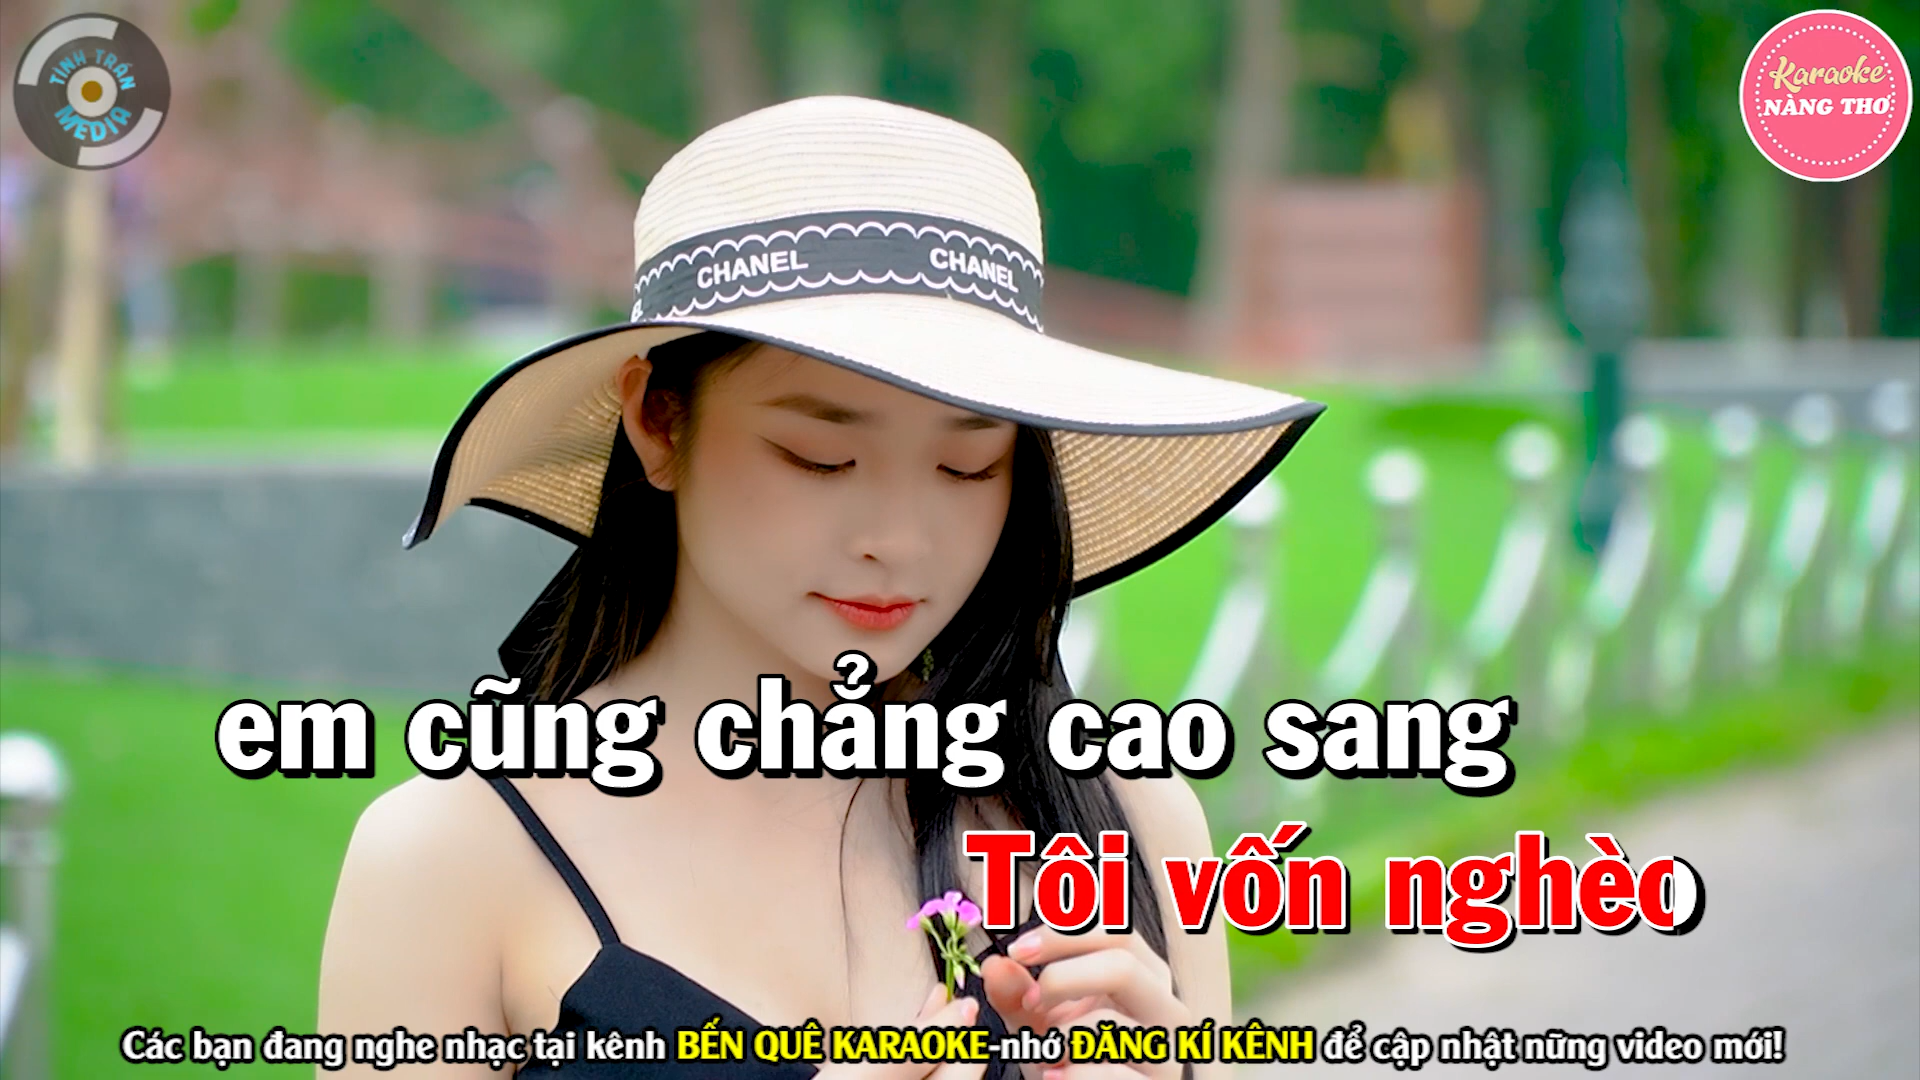 TÌNH TRẦN
MEDIA
Karaoke
NÀNG THƠ
CHANEL CHANEL
em cũng chẳng cao sang
Tôi vốn nghèo
Các bạn đang nghe nhạc tại kênh BẾN QUÊ KARAOKE-nhớ ĐĂNG KÍ KÊNH để cập nhật nững video mới!